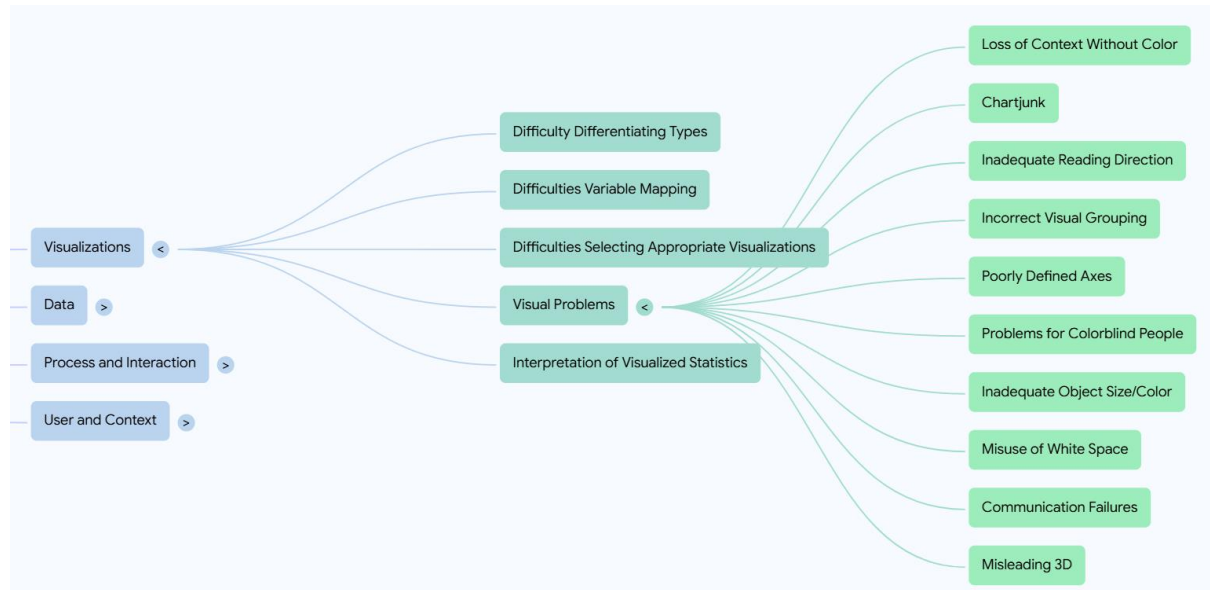 Visualizations <
Data >
Process and Interaction >
User and Context >
Difficulty Differentiating Types
Difficulties Variable Mapping
Difficulties Selecting Appropriate Visualizations
Visual Problems <
Interpretation of Visualized Statistics
Loss of Context Without Color
Chartjunk
Inadequate Reading Direction
Incorrect Visual Grouping
Poorly Defined Axes
Problems for Colorblind People
Inadequate Object Size/Color
Misuse of White Space
Communication Failures
Misleading 3D